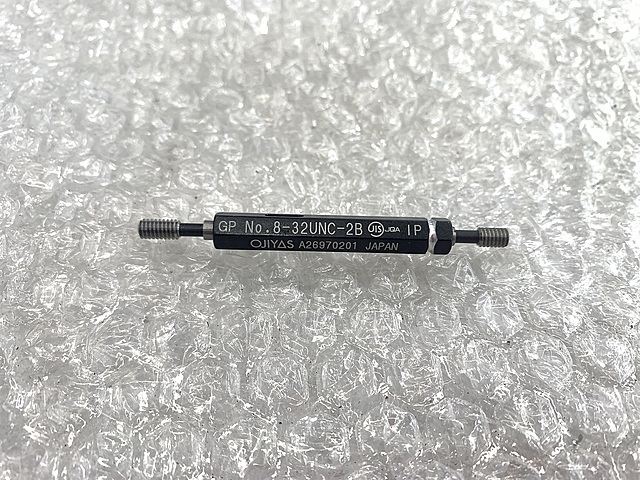 GP No.8-32UNC-2B JIS JQA IP
OJIYAS A26970201 JAPAN